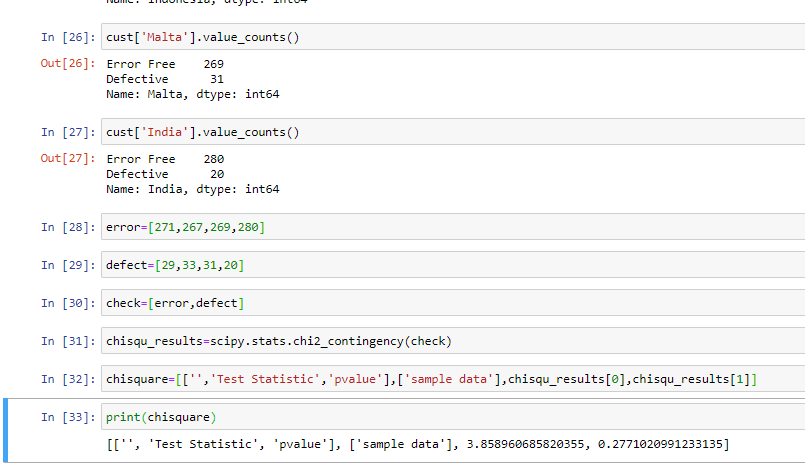 Name: Indonesia, dtype: int64
In [26]: cust['Malta'].value_counts()
Out[26]: Error Free    269
Defective      31
Name: Malta, dtype: int64
In [27]: cust['India'].value_counts()
Out[27]: Error Free    280
Defective      20
Name: India, dtype: int64
In [28]: error=[271,267,269,280]
In [29]: defect=[29,33,31,20]
In [30]: check=[error,defect]
In [31]: chisqu_results=scipy.stats.chi2_contingency(check)
In [32]: chisquare=[['','Test Statistic','pvalue'],['sample data'],chisqu_results[0],chisqu_results[1]]
In [33]: print(chisquare)
[['', 'Test Statistic', 'pvalue'], ['sample data'], 3.858960685820355, 0.2771020991233135]